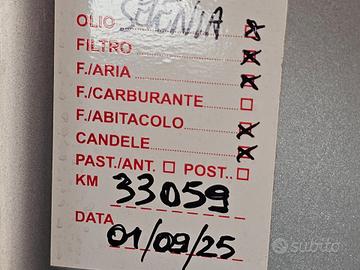 OLIO SELENIA
FILTRO
F./ARIA
F./CARBURANTE
F./ABITACOLO
CANDELE
PAST./ANT. POST..
KM 33059
DATA 01/09/25
subito